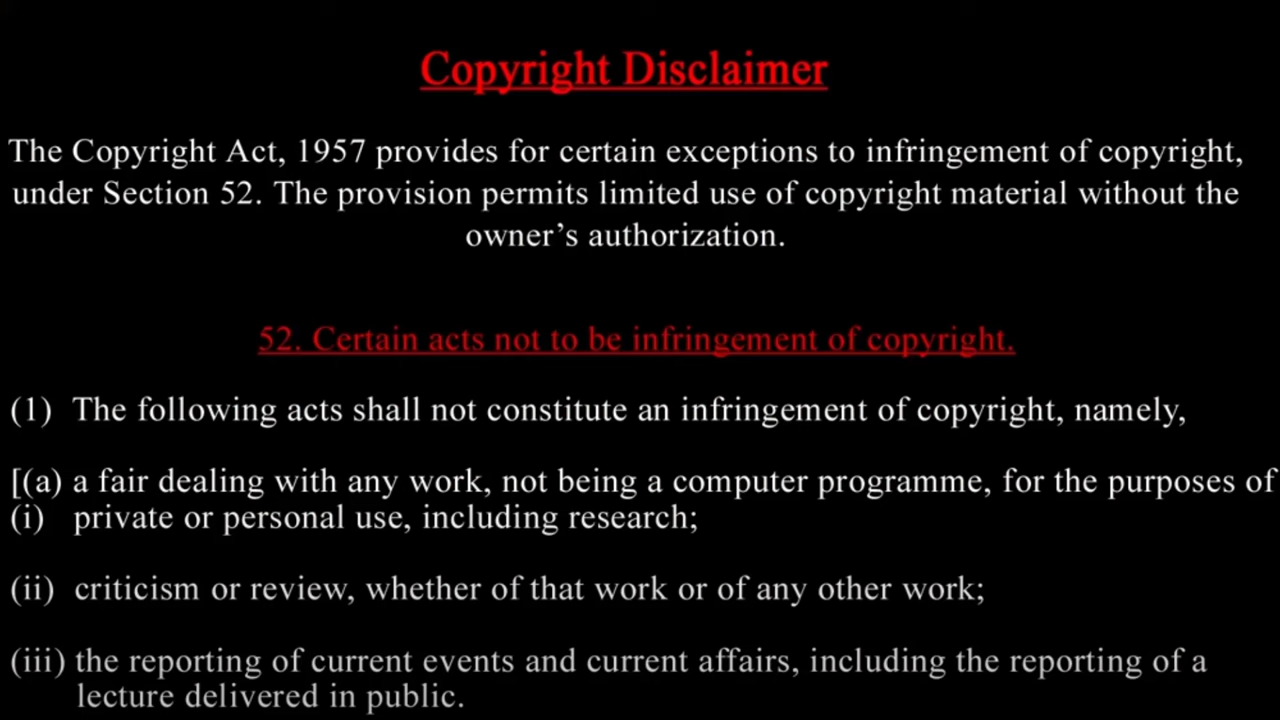 Copyright Disclaimer
The Copyright Act, 1957 provides for certain exceptions to infringement of copyright,
under Section 52. The provision permits limited use of copyright material without the
owner’s authorization.
52. Certain acts not to be infringement of copyright.
(1) The following acts shall not constitute an infringement of copyright, namely,
[(a) a fair dealing with any work, not being a computer programme, for the purposes of
(i) private or personal use, including research;
(ii) criticism or review, whether of that work or of any other work;
(iii) the reporting of current events and current affairs, including the reporting of a
lecture delivered in public.